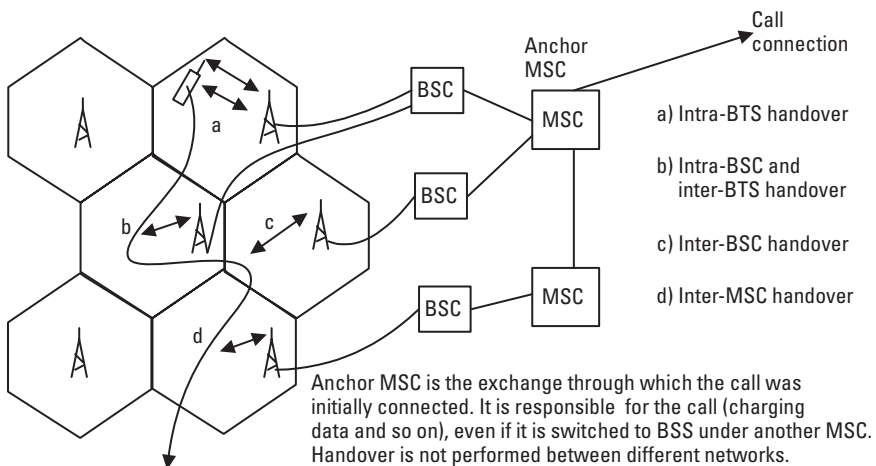 Call
connection
Anchor
MSC
BSC
MSC
a
a) Intra-BTS handover
b) Intra-BSC and
inter-BTS handover
BSC
b
c
c) Inter-BSC handover
BSC
MSC
d) Inter-MSC handover
d
Anchor MSC is the exchange through which the call was
initially connected. It is responsible for the call (charging
data and so on), even if it is switched to BSS under another MSC.
Handover is not performed between different networks.